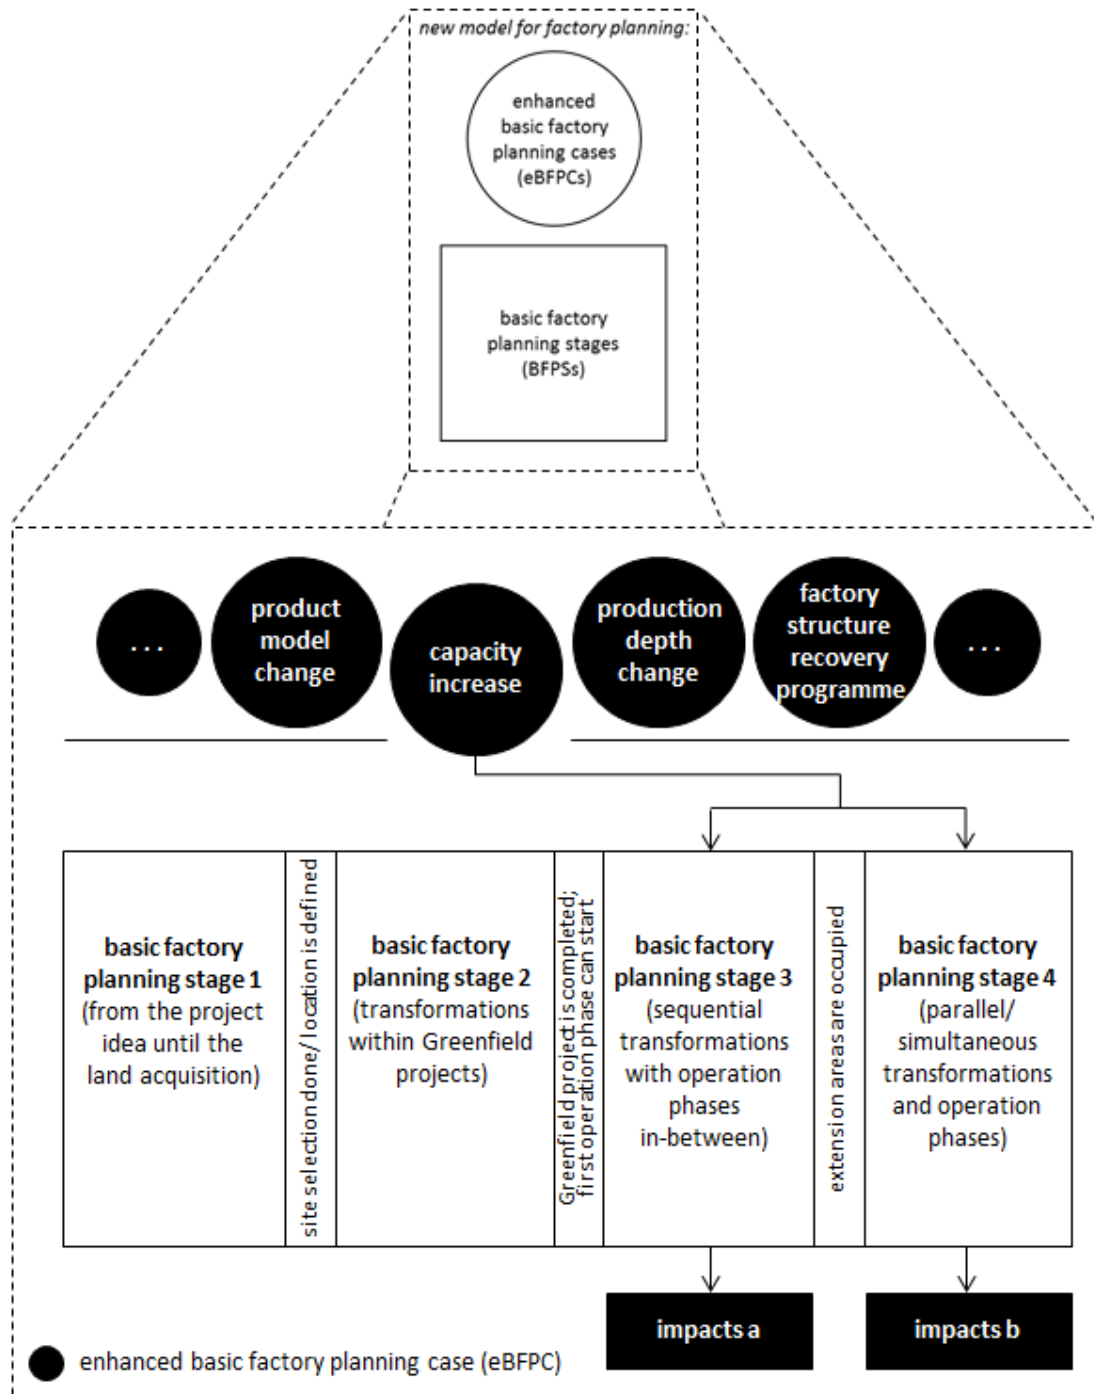 new model for factory planning:
enhanced
basic factory
planning cases
(eBFPCs)
basic factory
planning stages
(BFPSs)
...
product
model
change
capacity
increase
production
depth
change
factory
structure
recovery
programme
...
basic factory
planning stage 1
(from the project
idea until the
land acquisition)
site selection done/ location is defined
basic factory
planning stage 2
(transformations
within Greenfield
projects)
Greenfield project is completed;
first operation phase can start
basic factory
planning stage 3
(sequential
transformations
with operation
phases
in-between)
extension areas are occupied
basic factory
planning stage 4
(parallel/
simultaneous
transformations
and operation
phases)
impacts a
impacts b
enhanced basic factory planning case (eBFPC)